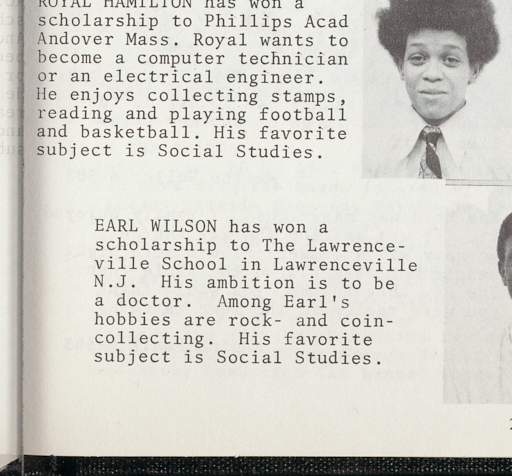 ROYAL HAMILTON has won a
scholarship to Phillips Acad
Andover Mass. Royal wants to
become a computer technician
or an electrical engineer.
He enjoys collecting stamps,
reading and playing football
and basketball. His favorite
subject is Social Studies.
EARL WILSON has won a
scholarship to The Lawrence-
ville School in Lawrenceville
N.J. His ambition is to be
a doctor. Among Earl's
hobbies are rock- and coin-
collecting. His favorite
subject is Social Studies.